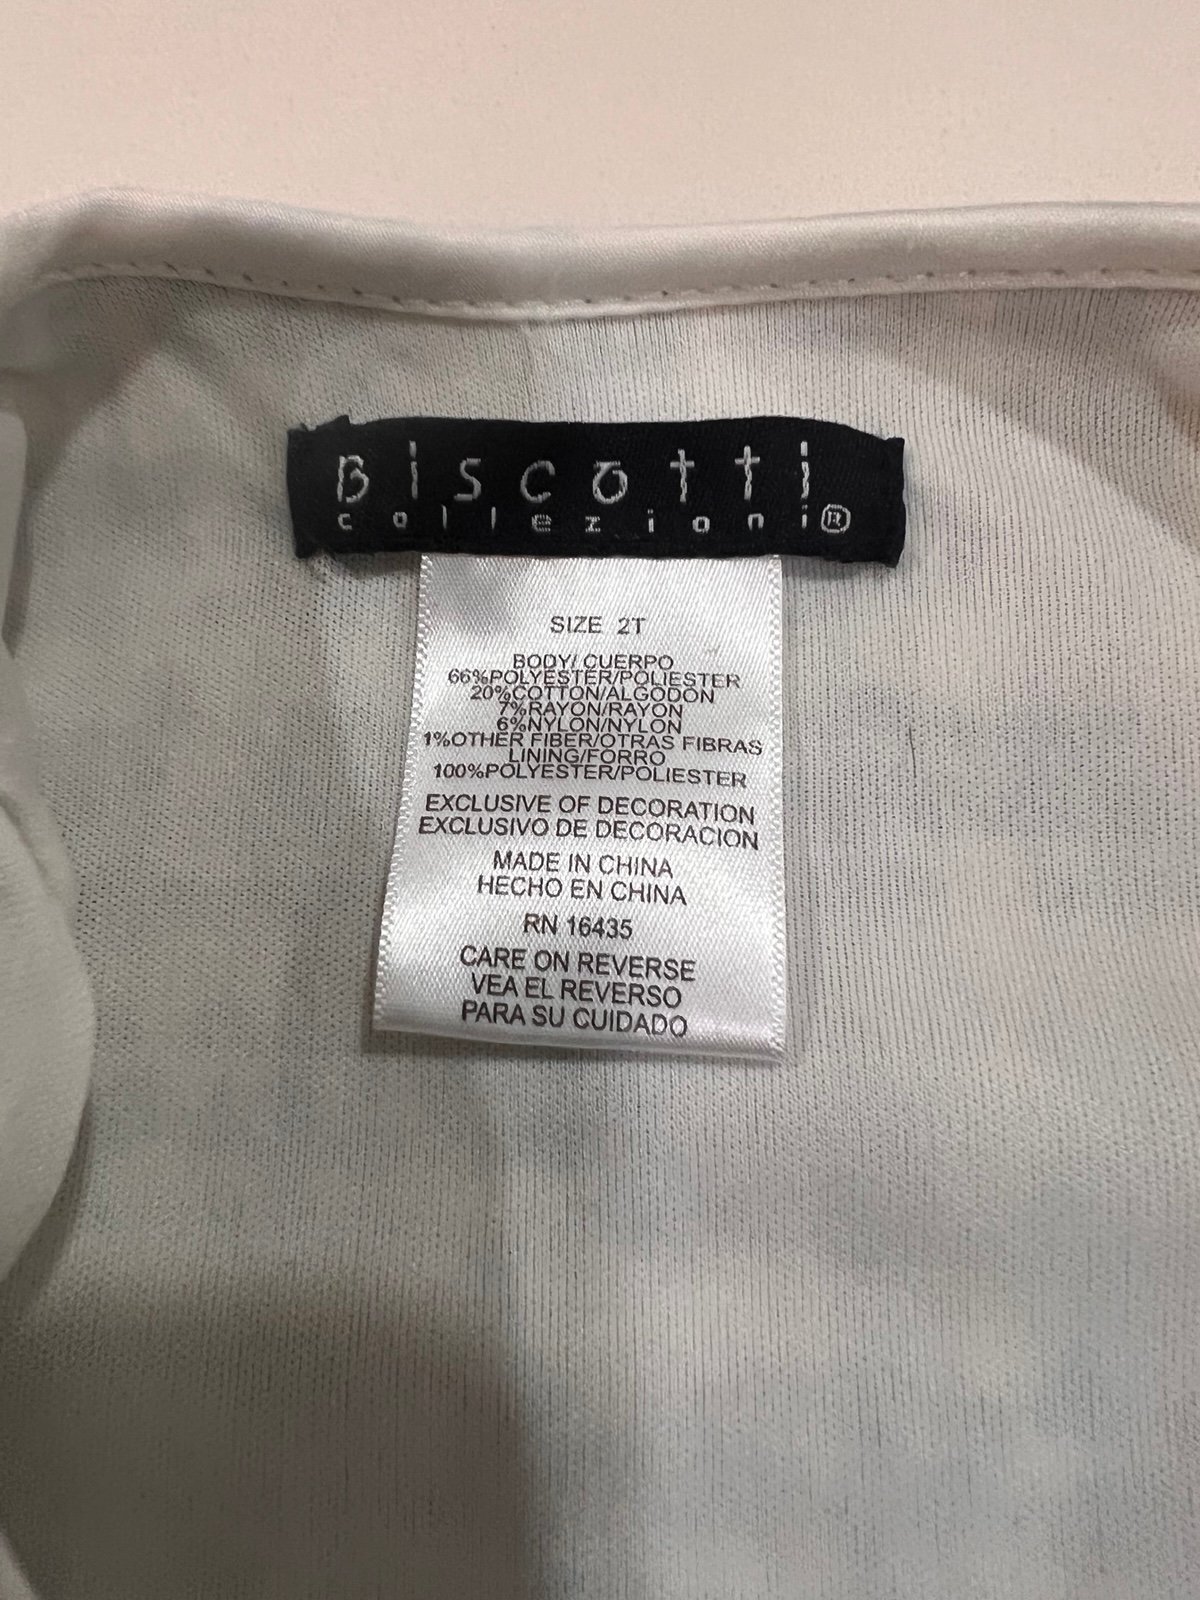 Biscotti
collezioni®
SIZE 2T
BODY/ CUERPO
66%POLYESTER/POLIESTER
20%COTTON/ALGODON
7%RAYON/RAYON
6%NYLON/NYLON
1%OTHER FIBER/OTRAS FIBRAS
LINING/FORRO
100%POLYESTER/POLIESTER
EXCLUSIVE OF DECORATION
EXCLUSIVO DE DECORACION
MADE IN CHINA
HECHO EN CHINA
RN 16435
CARE ON REVERSE
VEA EL REVERSO
PARA SU CUIDADO